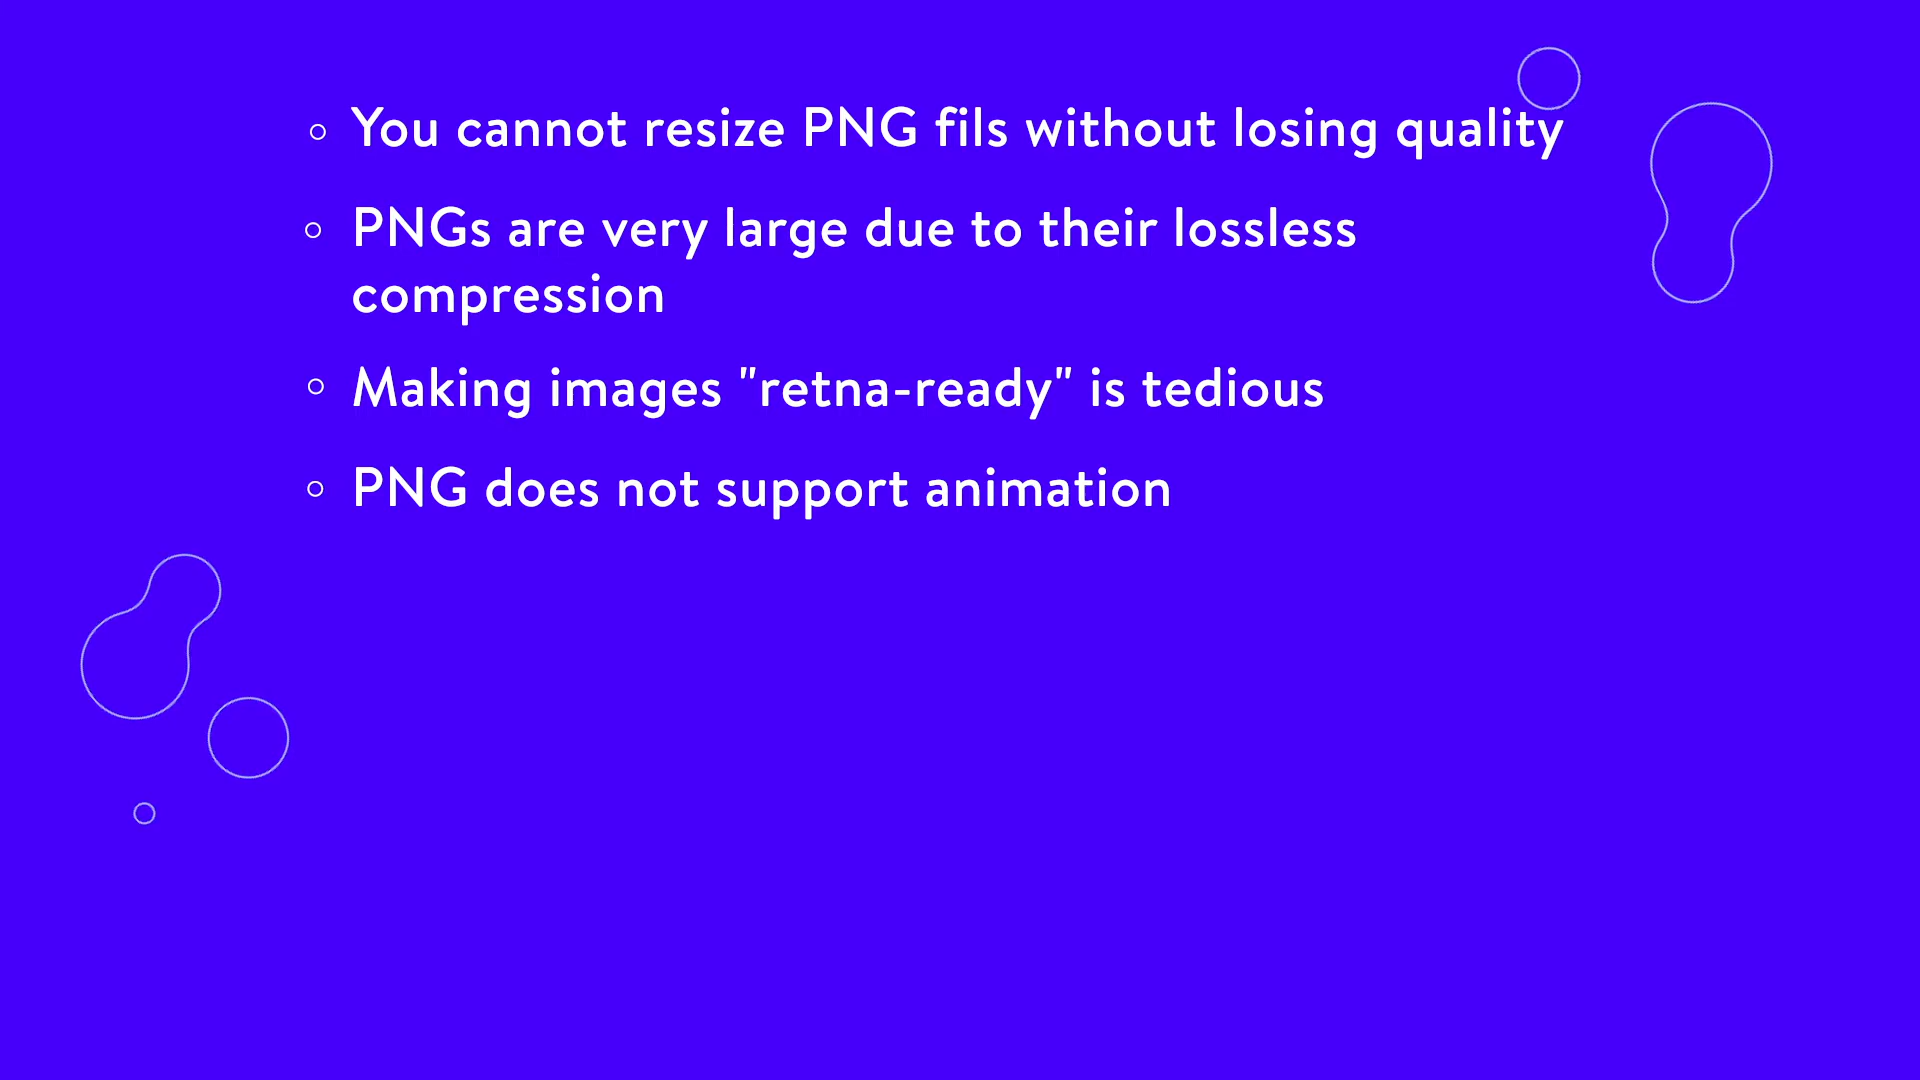 You cannot resize PNG fils without losing quality
PNGs are very large due to their lossless
compression
Making images "retna-ready" is tedious
PNG does not support animation